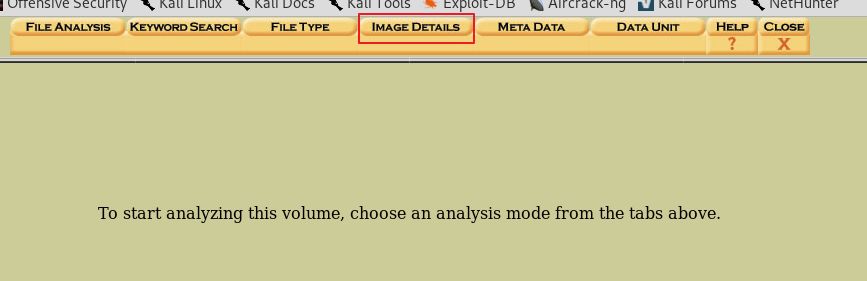 Offensive Security Kali Linux Kali Docs Kali Tools Exploit-DB Aircrack-ng Kali Forums NetHunter
FILE ANALYSIS KEYWORD SEARCH FILE TYPE IMAGE DETAILS META DATA DATA UNIT HELP CLOSE
? X
To start analyzing this volume, choose an analysis mode from the tabs above.